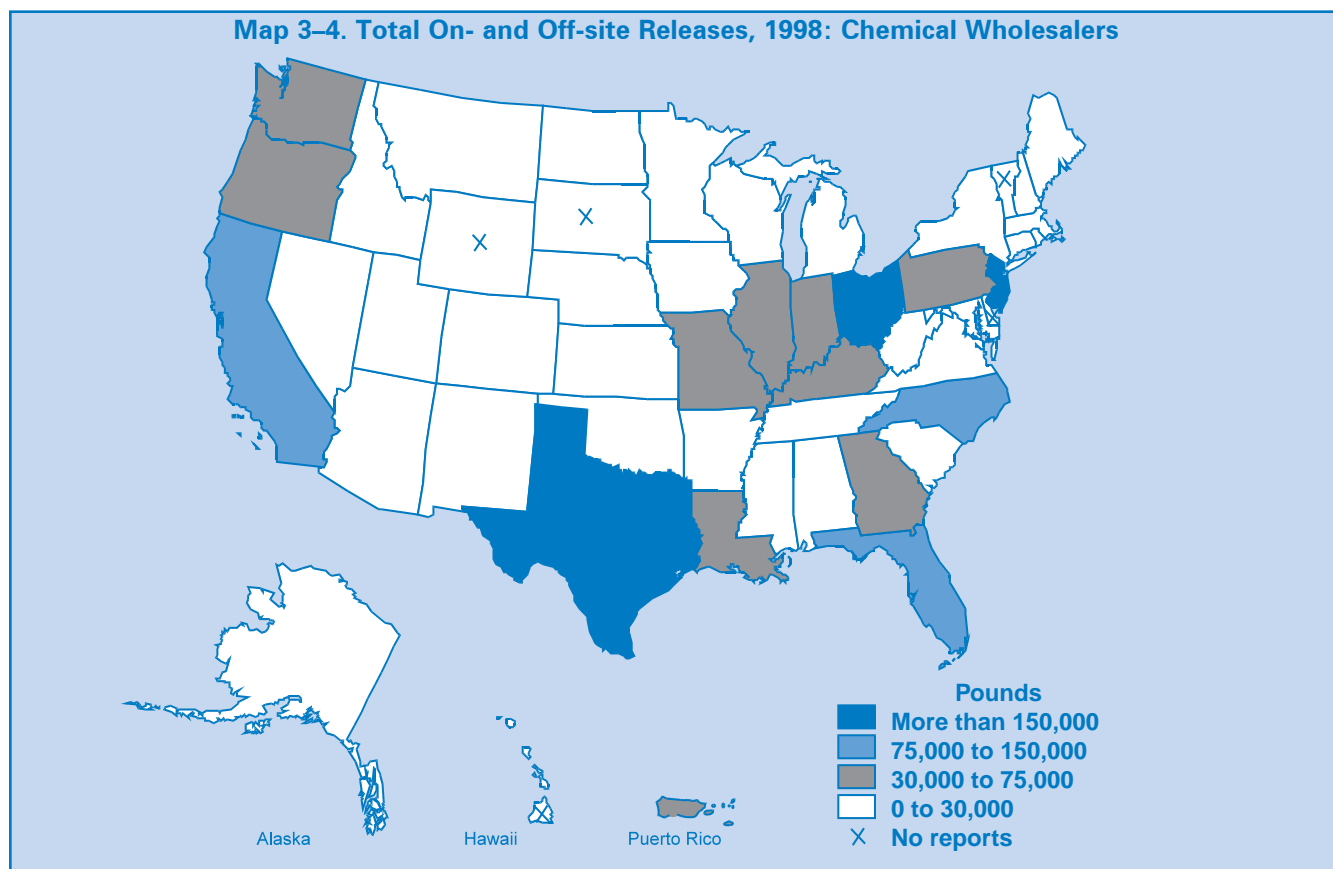 Map 3–4. Total On- and Off-site Releases, 1998: Chemical Wholesalers
Pounds
More than 150,000
75,000 to 150,000
30,000 to 75,000
0 to 30,000
No reports
Alaska
Hawaii
Puerto Rico